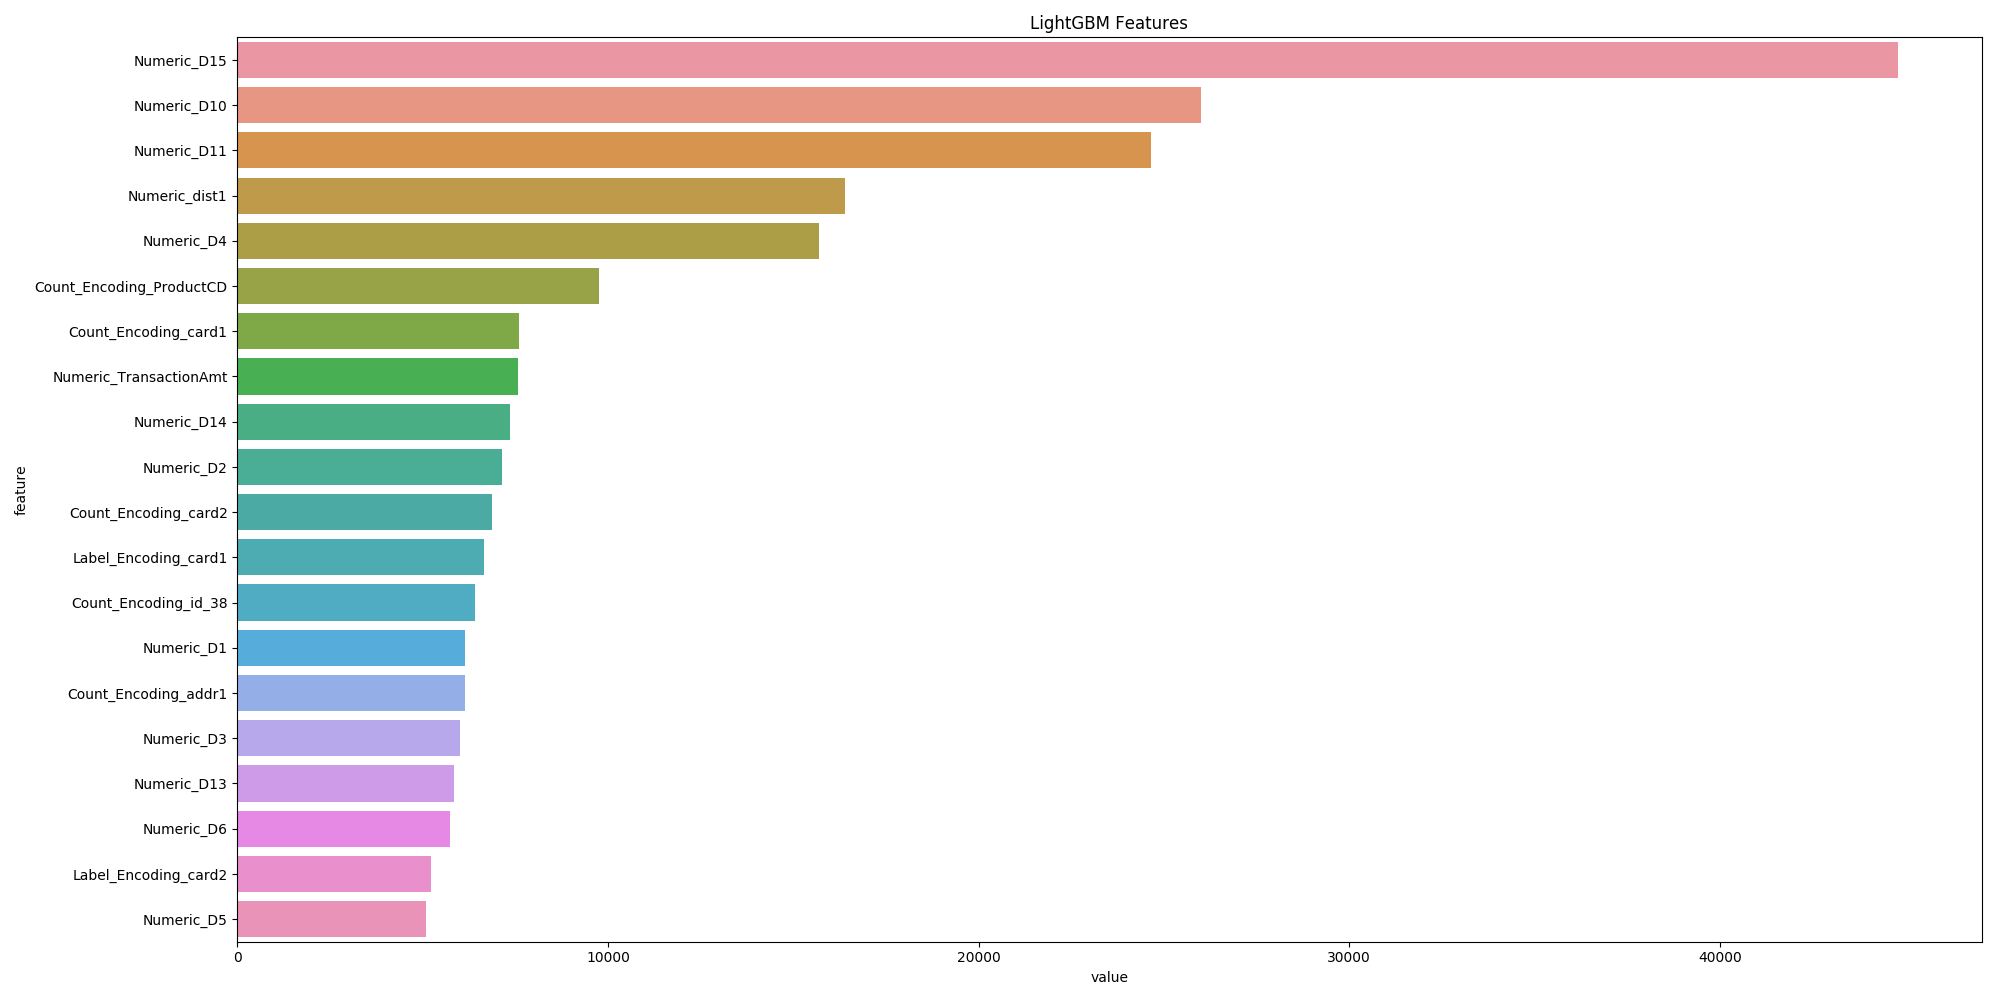 LightGBM Features
Numeric_D15
Numeric_D10
Numeric_D11
Numeric_dist1
Numeric_D4
Count_Encoding_ProductCD
Count_Encoding_card1
Numeric_TransactionAmt
Numeric_D14
Numeric_D2
Count_Encoding_card2
Label_Encoding_card1
Count_Encoding_id_38
Numeric_D1
Count_Encoding_addr1
Numeric_D3
Numeric_D13
Numeric_D6
Label_Encoding_card2
Numeric_D5
feature
0 10000 20000 30000 40000
value